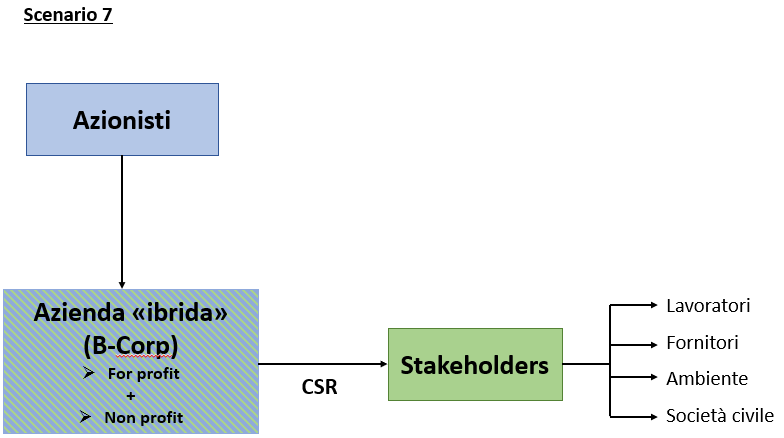 Scenario 7
Azionisti
Azienda «ibrida»
(B-Corp)
➢ For profit
+
➢ Non profit
CSR
Stakeholders
Lavoratori
Fornitori
Ambiente
Società civile